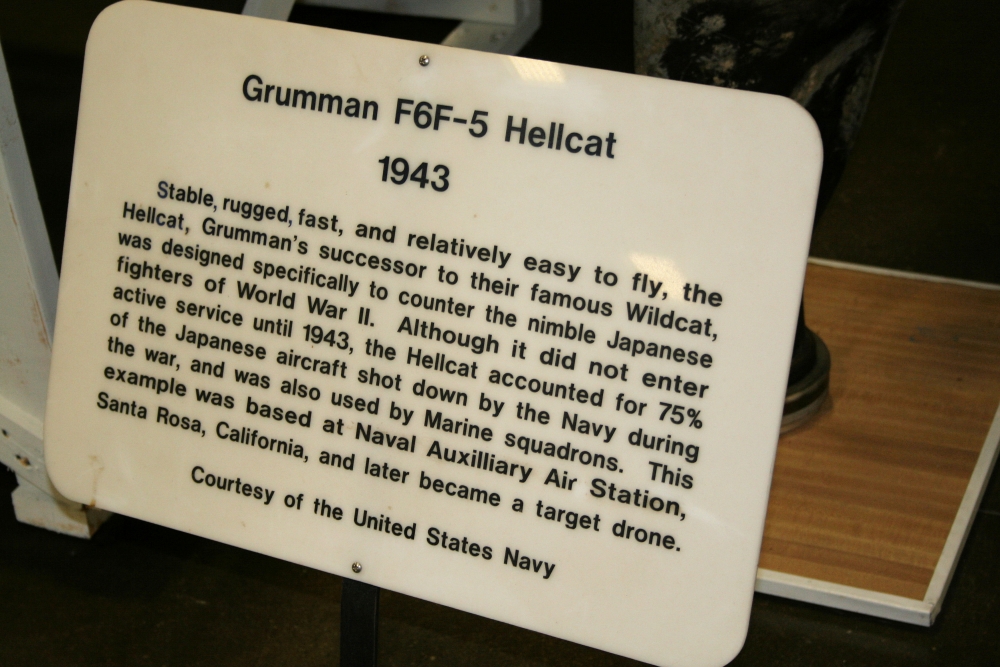 Grumman F6F-5 Hellcat
1943
Stable, rugged, fast, and relatively easy to fly, the
Hellcat, Grumman's successor to their famous Wildcat,
was designed specifically to counter the nimble Japanese
fighters of World War II. Although it did not enter
active service until 1943, the Hellcat accounted for 75%
of the Japanese aircraft shot down by the Navy during
the war, and was also used by Marine squadrons. This
example was based at Naval Auxilliary Air Station,
Santa Rosa, California, and later became a target drone.
Courtesy of the United States Navy